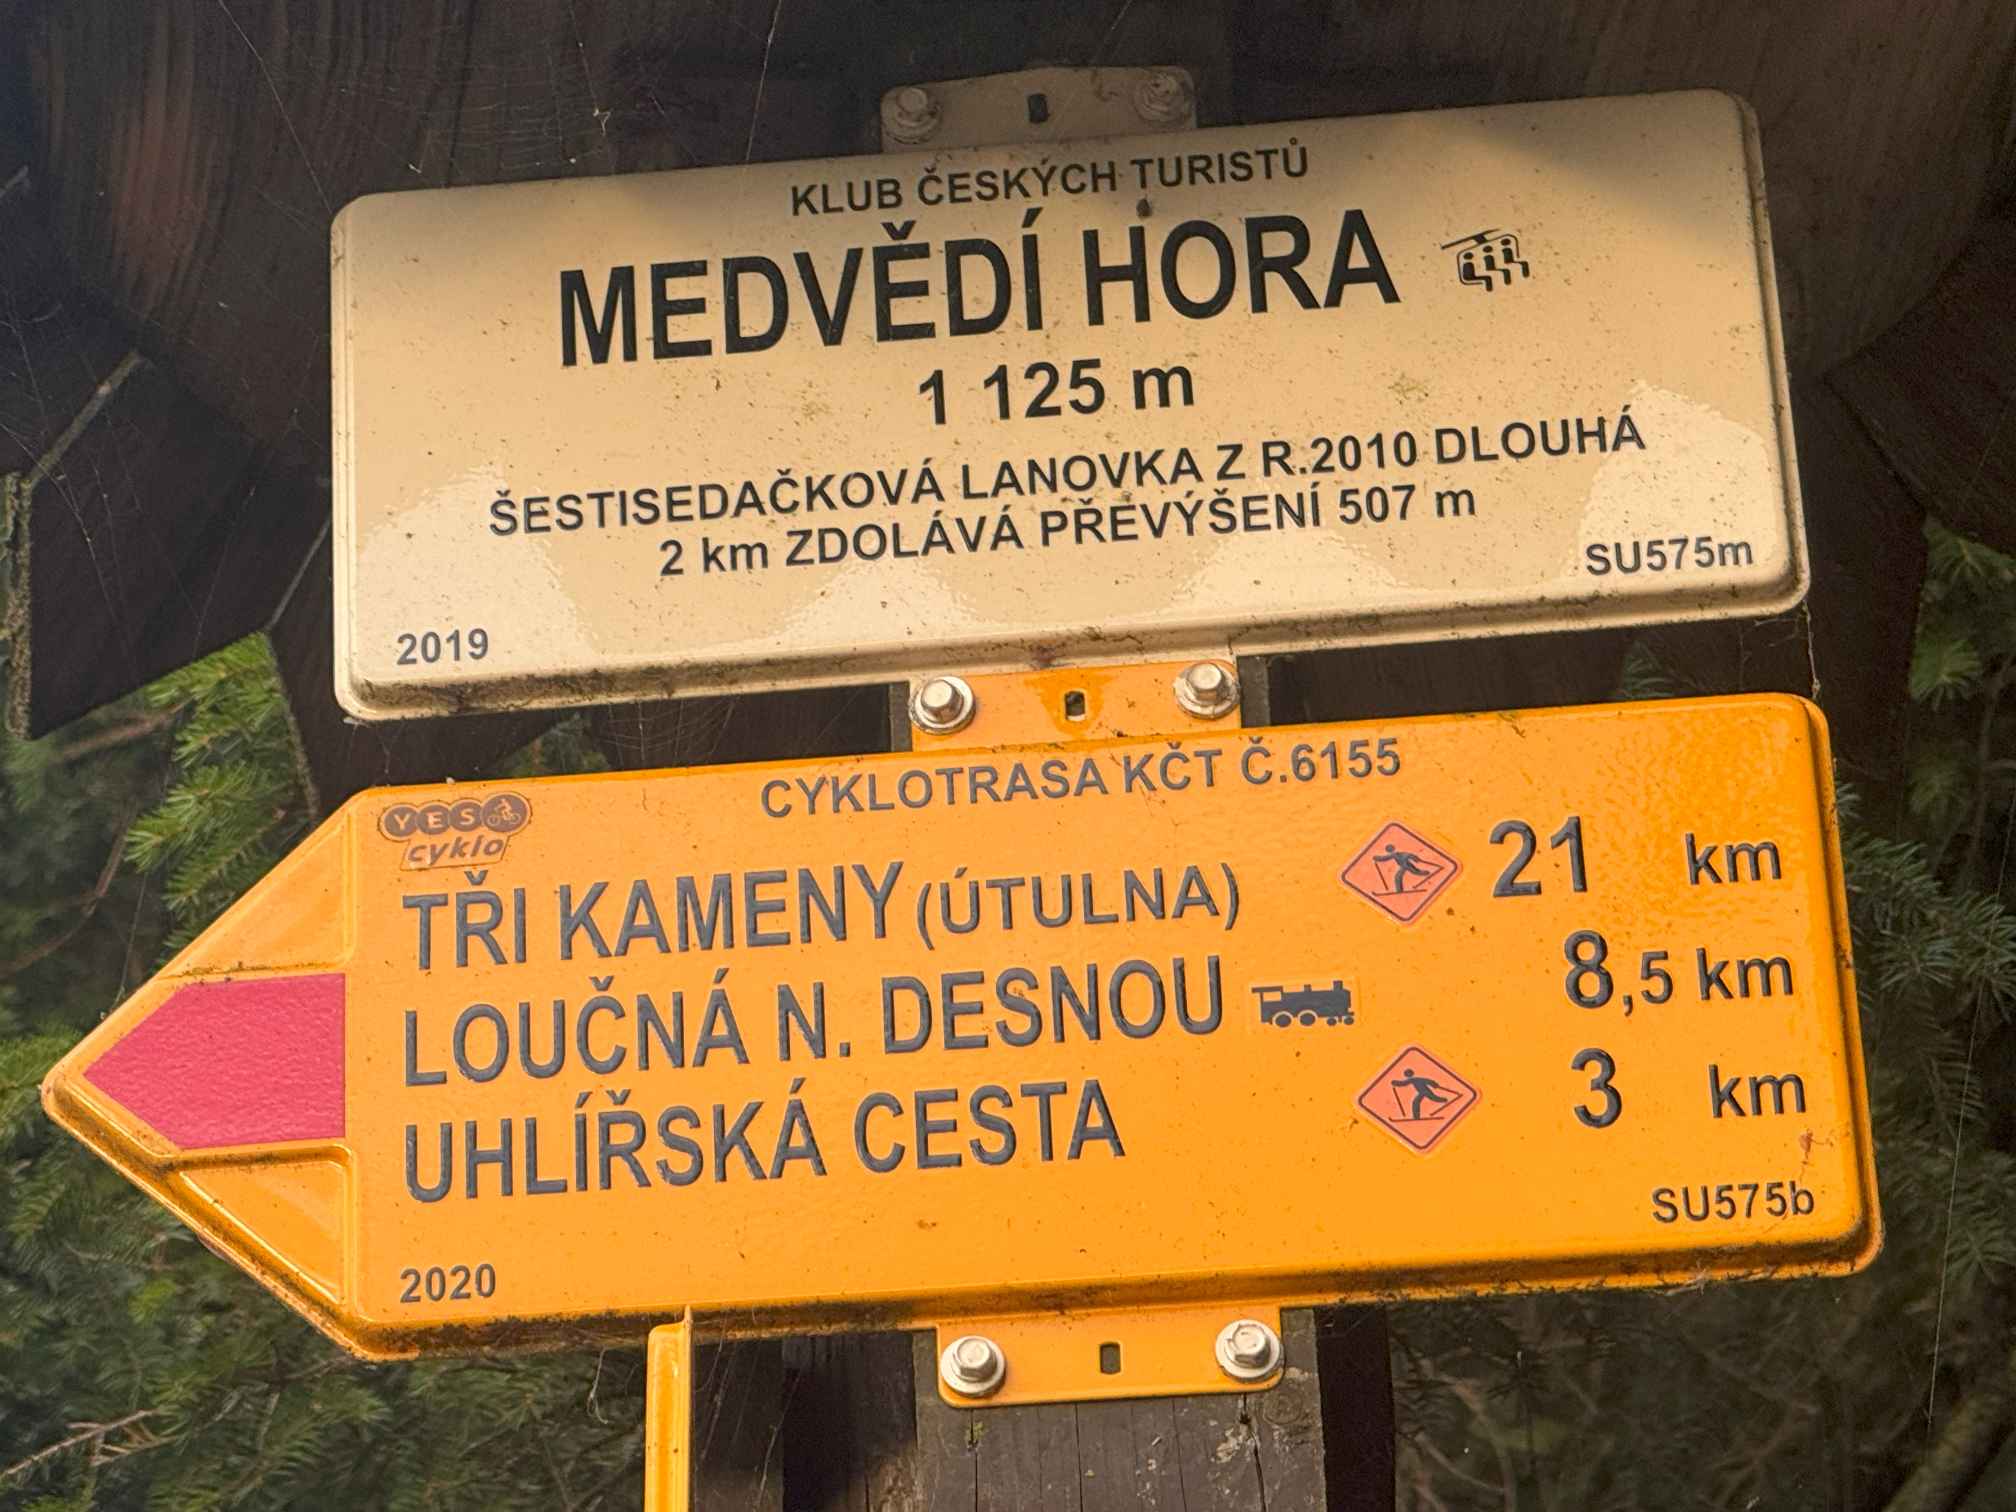 KLUB ČESKÝCH TURISTŮ
MEDVĚDÍ HORA
1 125 m
ŠESTISEDAČKOVÁ LANOVKA Z R.2010 DLOUHÁ
2 km ZDOLÁVÁ PŘEVÝŠENÍ 507 m
SU575m
2019
CYKLOTRASA KČT Č.6155
YES
cyklo
TŘI KAMENY (ÚTULNA) 21 km
LOUČNÁ N. DESNOU 8,5 km
UHLÍŘSKÁ CESTA 3 km
SU575b
2020